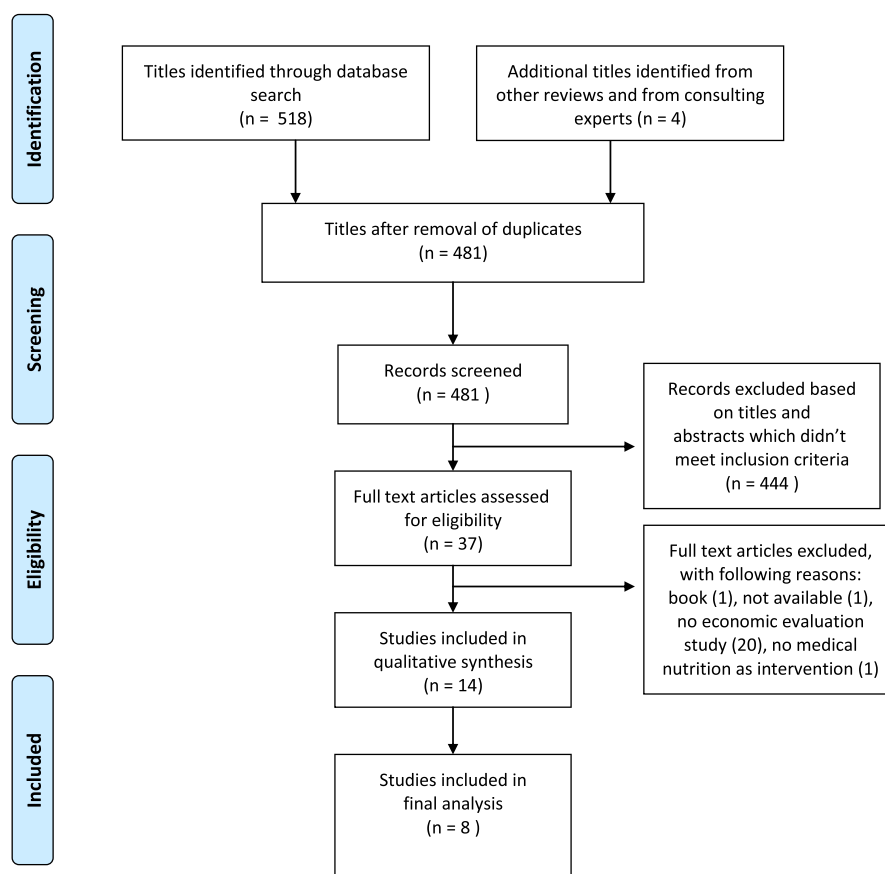 Identification
Titles identified through database
search
(n = 518)
Additional titles identified from
other reviews and from consulting
experts (n = 4)
Titles after removal of duplicates
(n = 481)
Screening
Records screened
(n = 481 )
Records excluded based
on titles and
abstracts which didn’t
meet inclusion criteria
(n = 444 )
Eligibility
Full text articles assessed
for eligibility
(n = 37)
Full text articles excluded,
with following reasons:
book (1), not available (1),
no economic evaluation
study (20), no medical
nutrition as intervention (1)
Studies included in
qualitative synthesis
(n = 14)
Included
Studies included in
final analysis
(n = 8 )